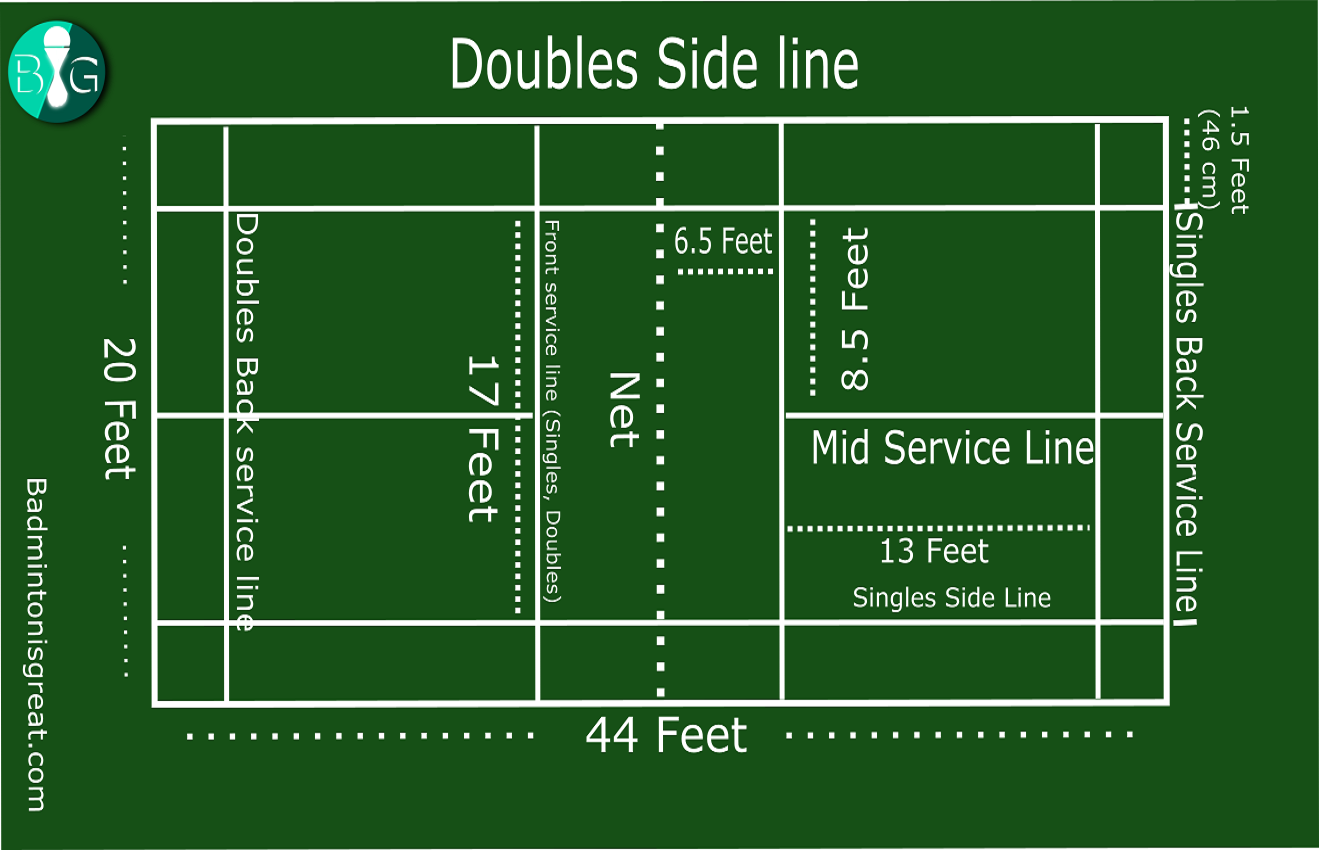 BG
Doubles Side line
1.5 Feet
(46 cm)
Doubles Back service line
Front service line (Singles, Doubles)
6.5 Feet
8.5 Feet
Singles Back Service Line
20 Feet
17 Feet
Net
Mid Service Line
13 Feet
Singles Side Line
44 Feet
Badmintonisgreat.com